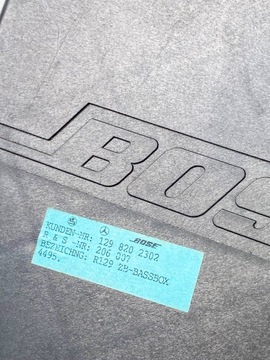 BOS
BOSE
KUNDEN-NR: 129 820 2302
R & S -NR: 206 007
BEZEICHNG: R129 ZB-BASSBOX
4495.